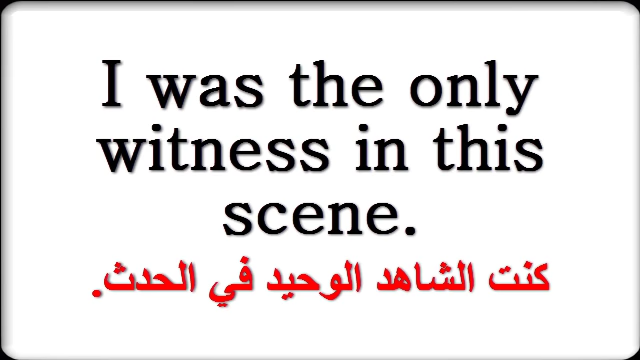 I was the only
witness in this
scene.
كنت الشاهد الوحيد في الحدث.